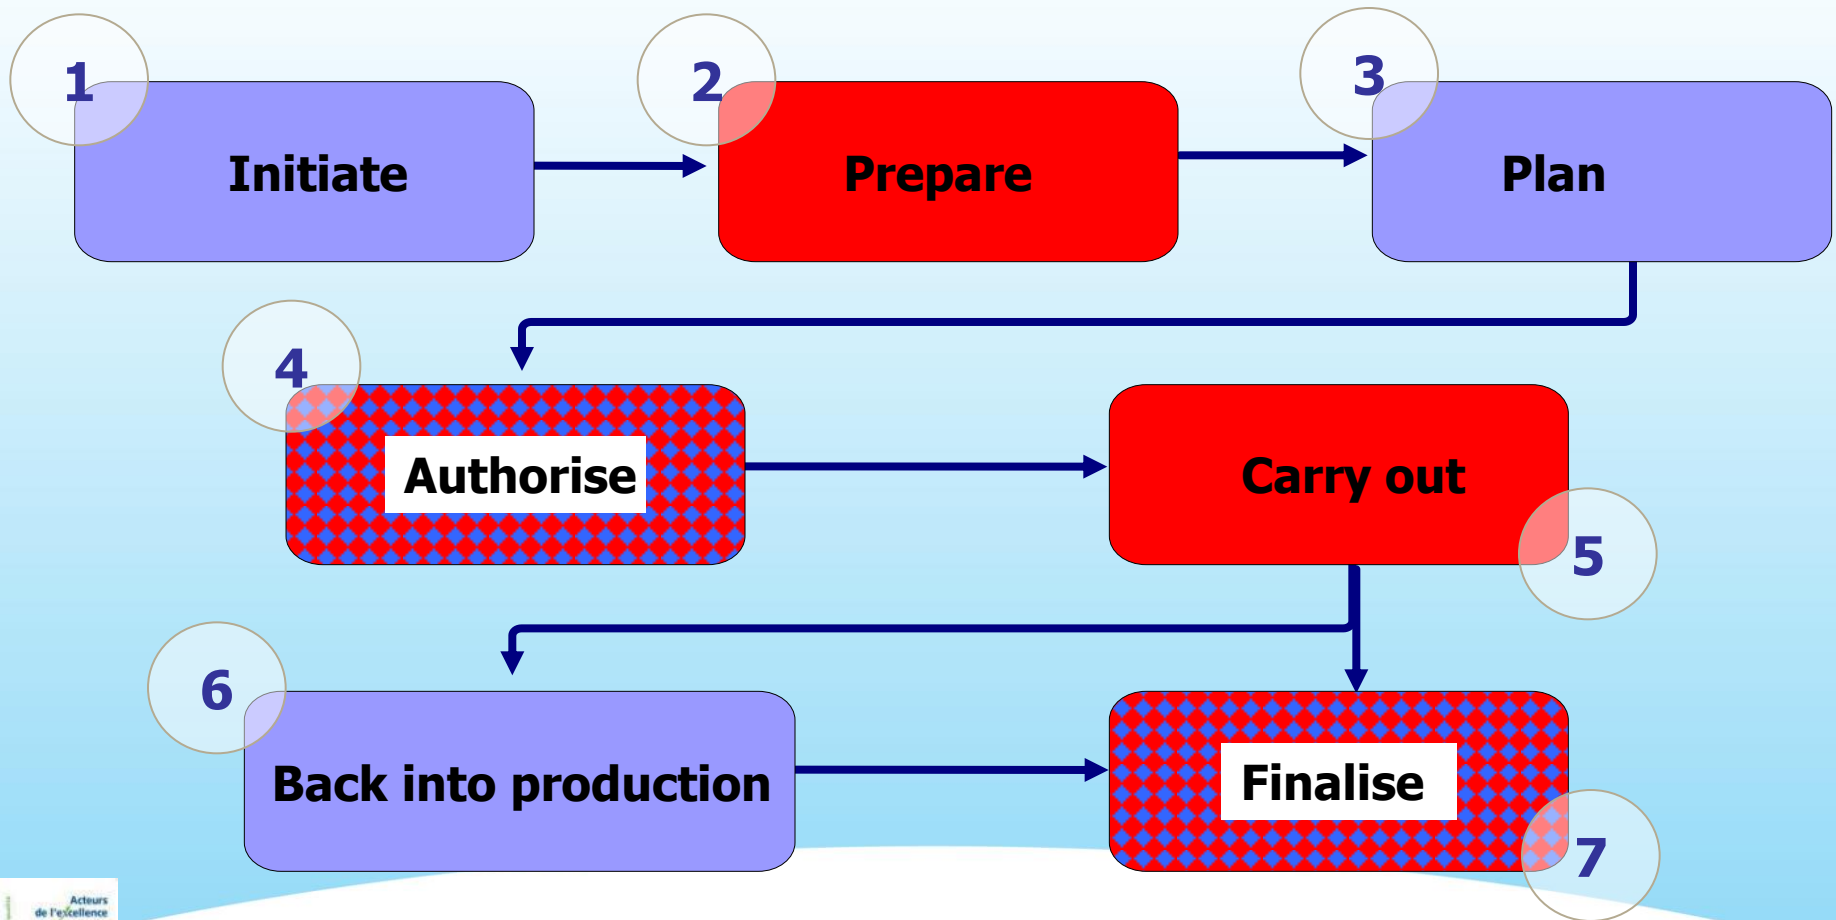 1
Initiate
2
Prepare
3
Plan
4
Authorise
Carry out
5
6
Back into production
Finalise
7
Acteurs
de l'excellence